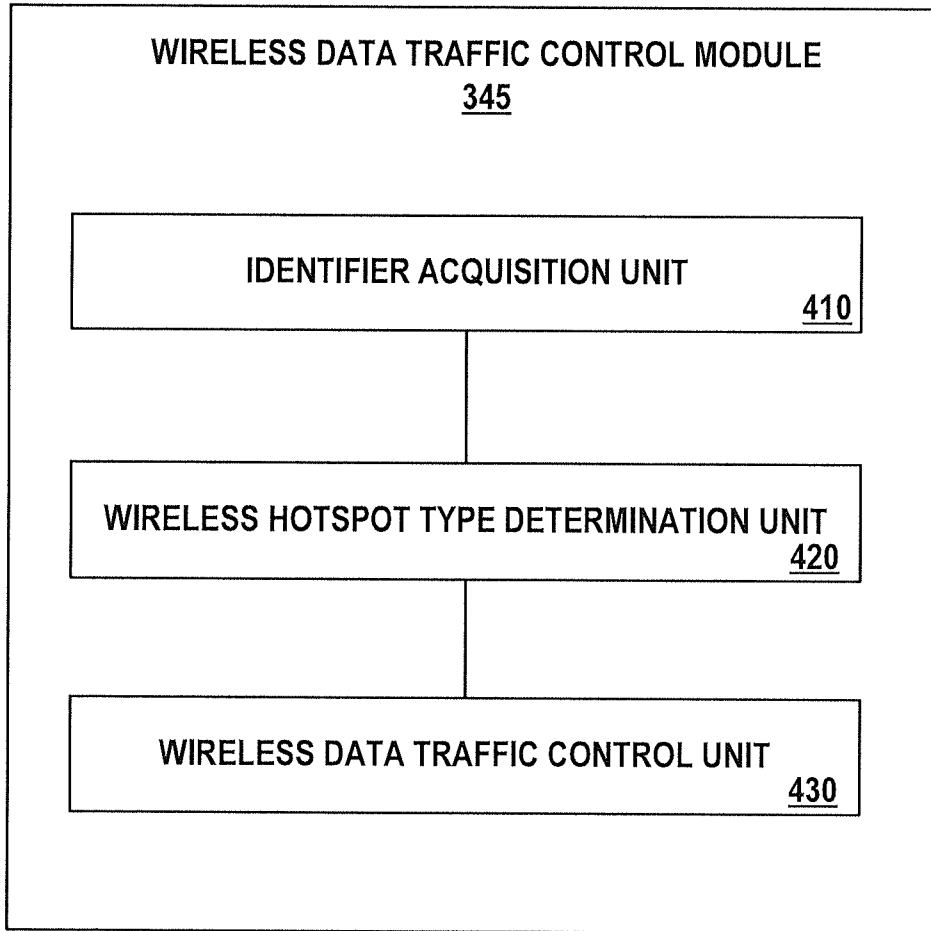 WIRELESS DATA TRAFFIC CONTROL MODULE
345
IDENTIFIER ACQUISITION UNIT
410
WIRELESS HOTSPOT TYPE DETERMINATION UNIT
420
WIRELESS DATA TRAFFIC CONTROL UNIT
430